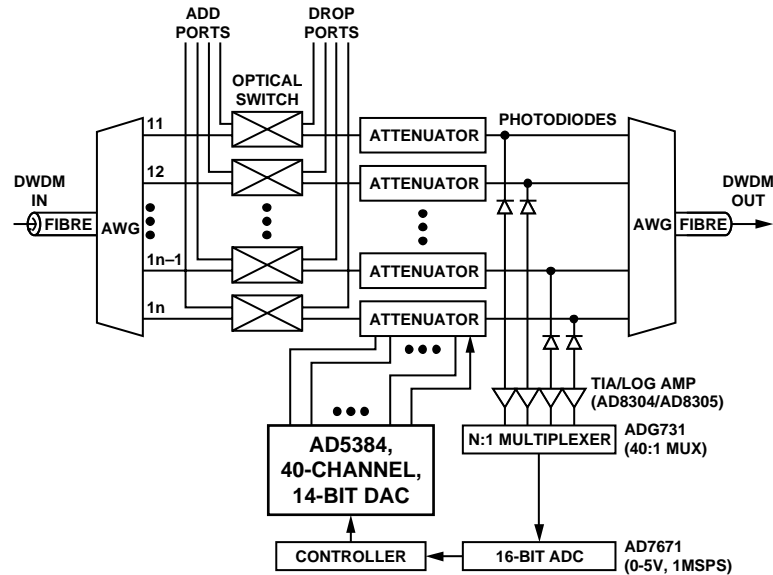 ADD
PORTS
DROP
PORTS
OPTICAL
SWITCH
PHOTODIODES
11
ATTENUATOR
12
ATTENUATOR
DWDM
IN
FIBRE
AWG
DWDM
OUT
AWG
FIBRE
1n–1
ATTENUATOR
1n
ATTENUATOR
TIA/LOG AMP
(AD8304/AD8305)
AD5384,
40-CHANNEL,
14-BIT DAC
N:1 MULTIPLEXER
ADG731
(40:1 MUX)
CONTROLLER
16-BIT ADC
AD7671
(0-5V, 1MSPS)